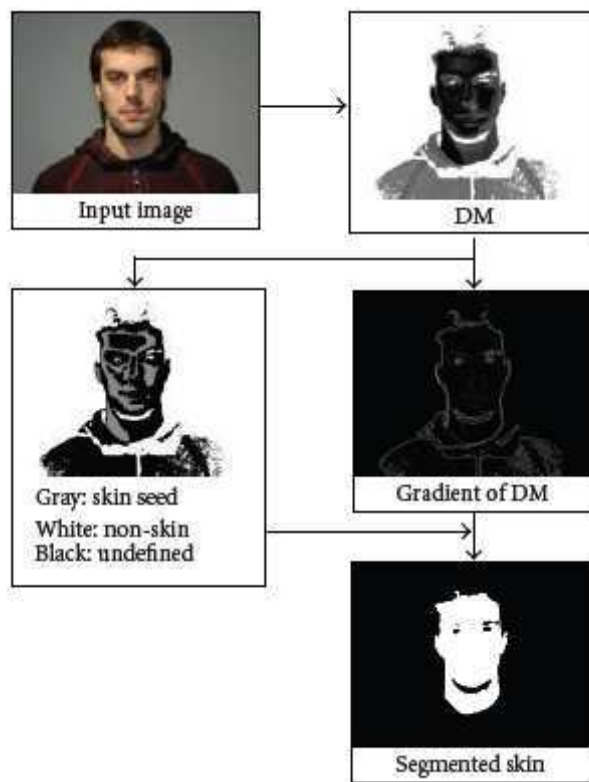 Input image
DM
Gray: skin seed
White: non-skin
Black: undefined
Gradient of DM
Segmented skin